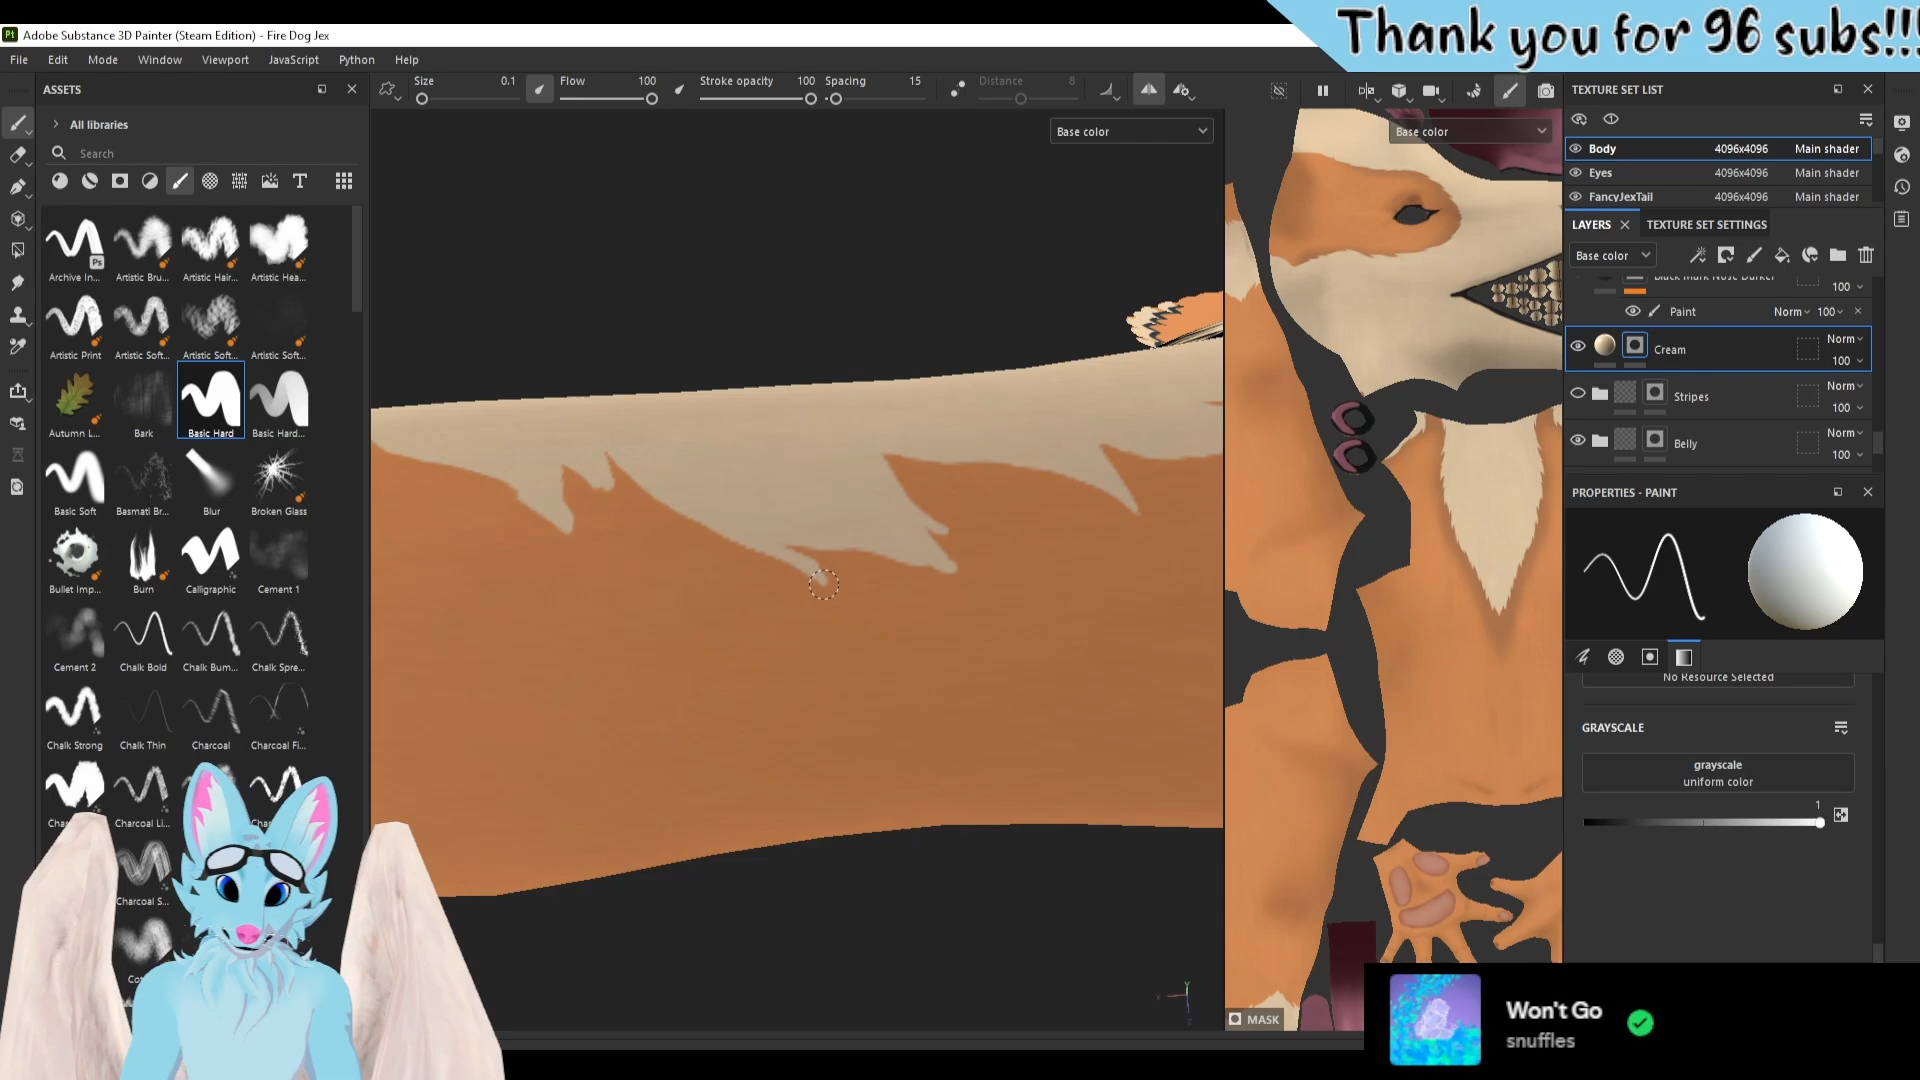 Thank you for 96 subs!!!
Adobe Substance 3D Painter (Steam Edition) - Fire Dog Jex
File Edit Mode Window Viewport JavaScript Python Help
ASSETS
Size 0.1 Flow 100 Stroke opacity 100 Spacing 15 Distance 8
All libraries
Search
Archive In... Artistic Bru... Artistic Hair... Artistic Hea...
Artistic Print Artistic Soft... Artistic Soft... Artistic Soft...
Autumn L... Bark Basic Hard Basic Hard...
Basic Soft Basmati Br... Blur Broken Glass
Bullet Imp... Burn Calligraphic Cement 1
Cement 2 Chalk Bold Chalk Bum... Chalk Spre...
Chalk Strong Chalk Thin Charcoal Charcoal Fi...
Charcoal Li...
Charcoal S...
Base color
Base color
MASK
TEXTURE SET LIST
Body 4096x4096 Main shader
Eyes 4096x4096 Main shader
FancyJexTail 4096x4096 Main shader
LAYERS TEXTURE SET SETTINGS
Base color
Black Mark Nose Darker
100
Paint Norm 100
Cream Norm
100
Stripes Norm
100
Belly Norm
100
PROPERTIES - PAINT
No Resource Selected
GRAYSCALE
grayscale
uniform color
1
Won't Go
snuffles